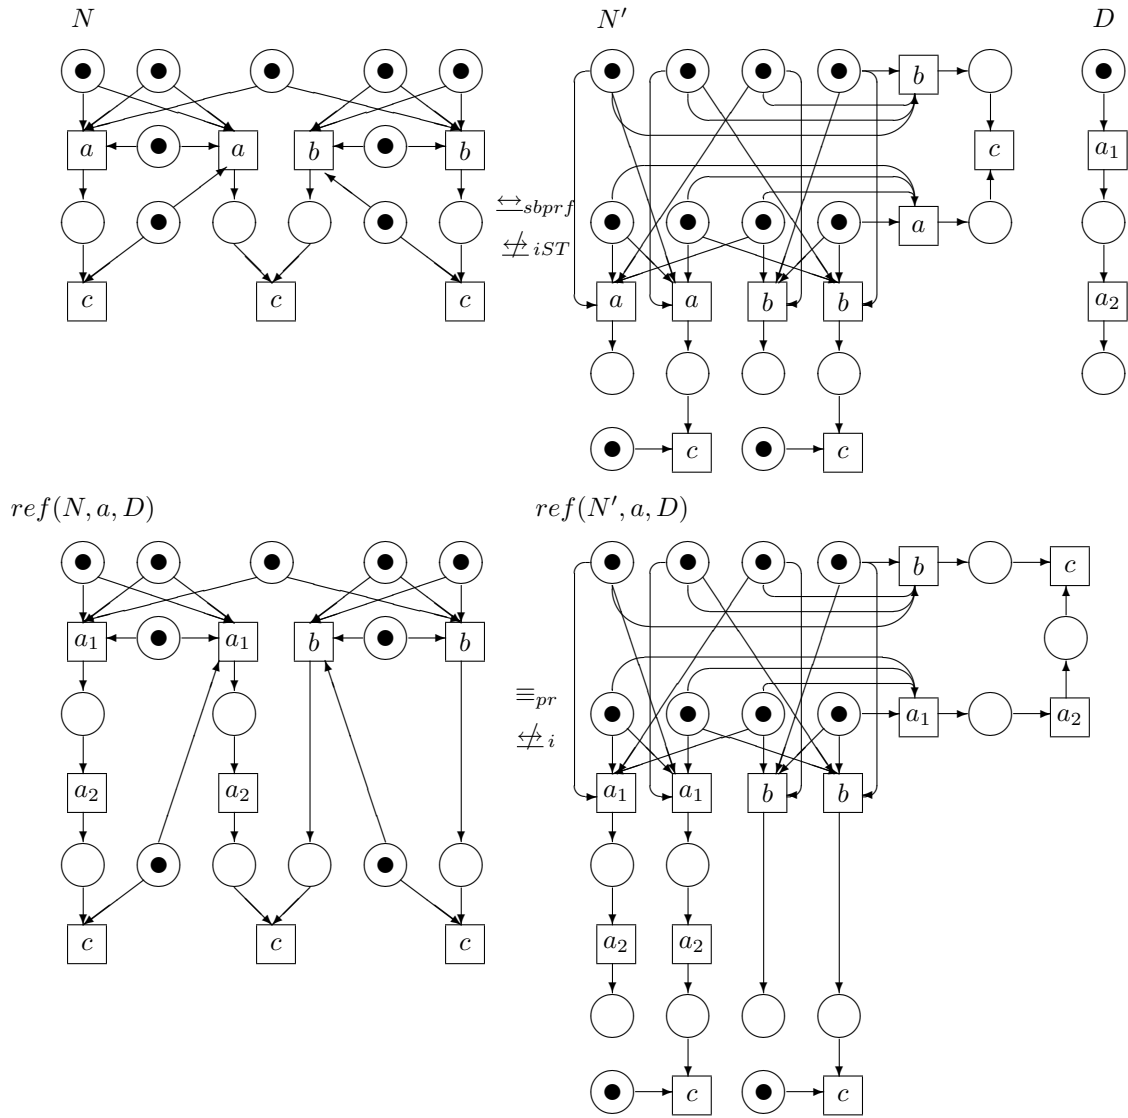 N N′ D
b
a a b b c a₁
↔sbprf
a
↮iST
c c c a a b b a₂
c c
ref(N, a, D) ref(N′, a, D)
b c
a₁ a₁ b b
≡pr
a₁ a₂
↮i
a₂ a₂ a₁ a₁ b b
c c c a₂ a₂
c c